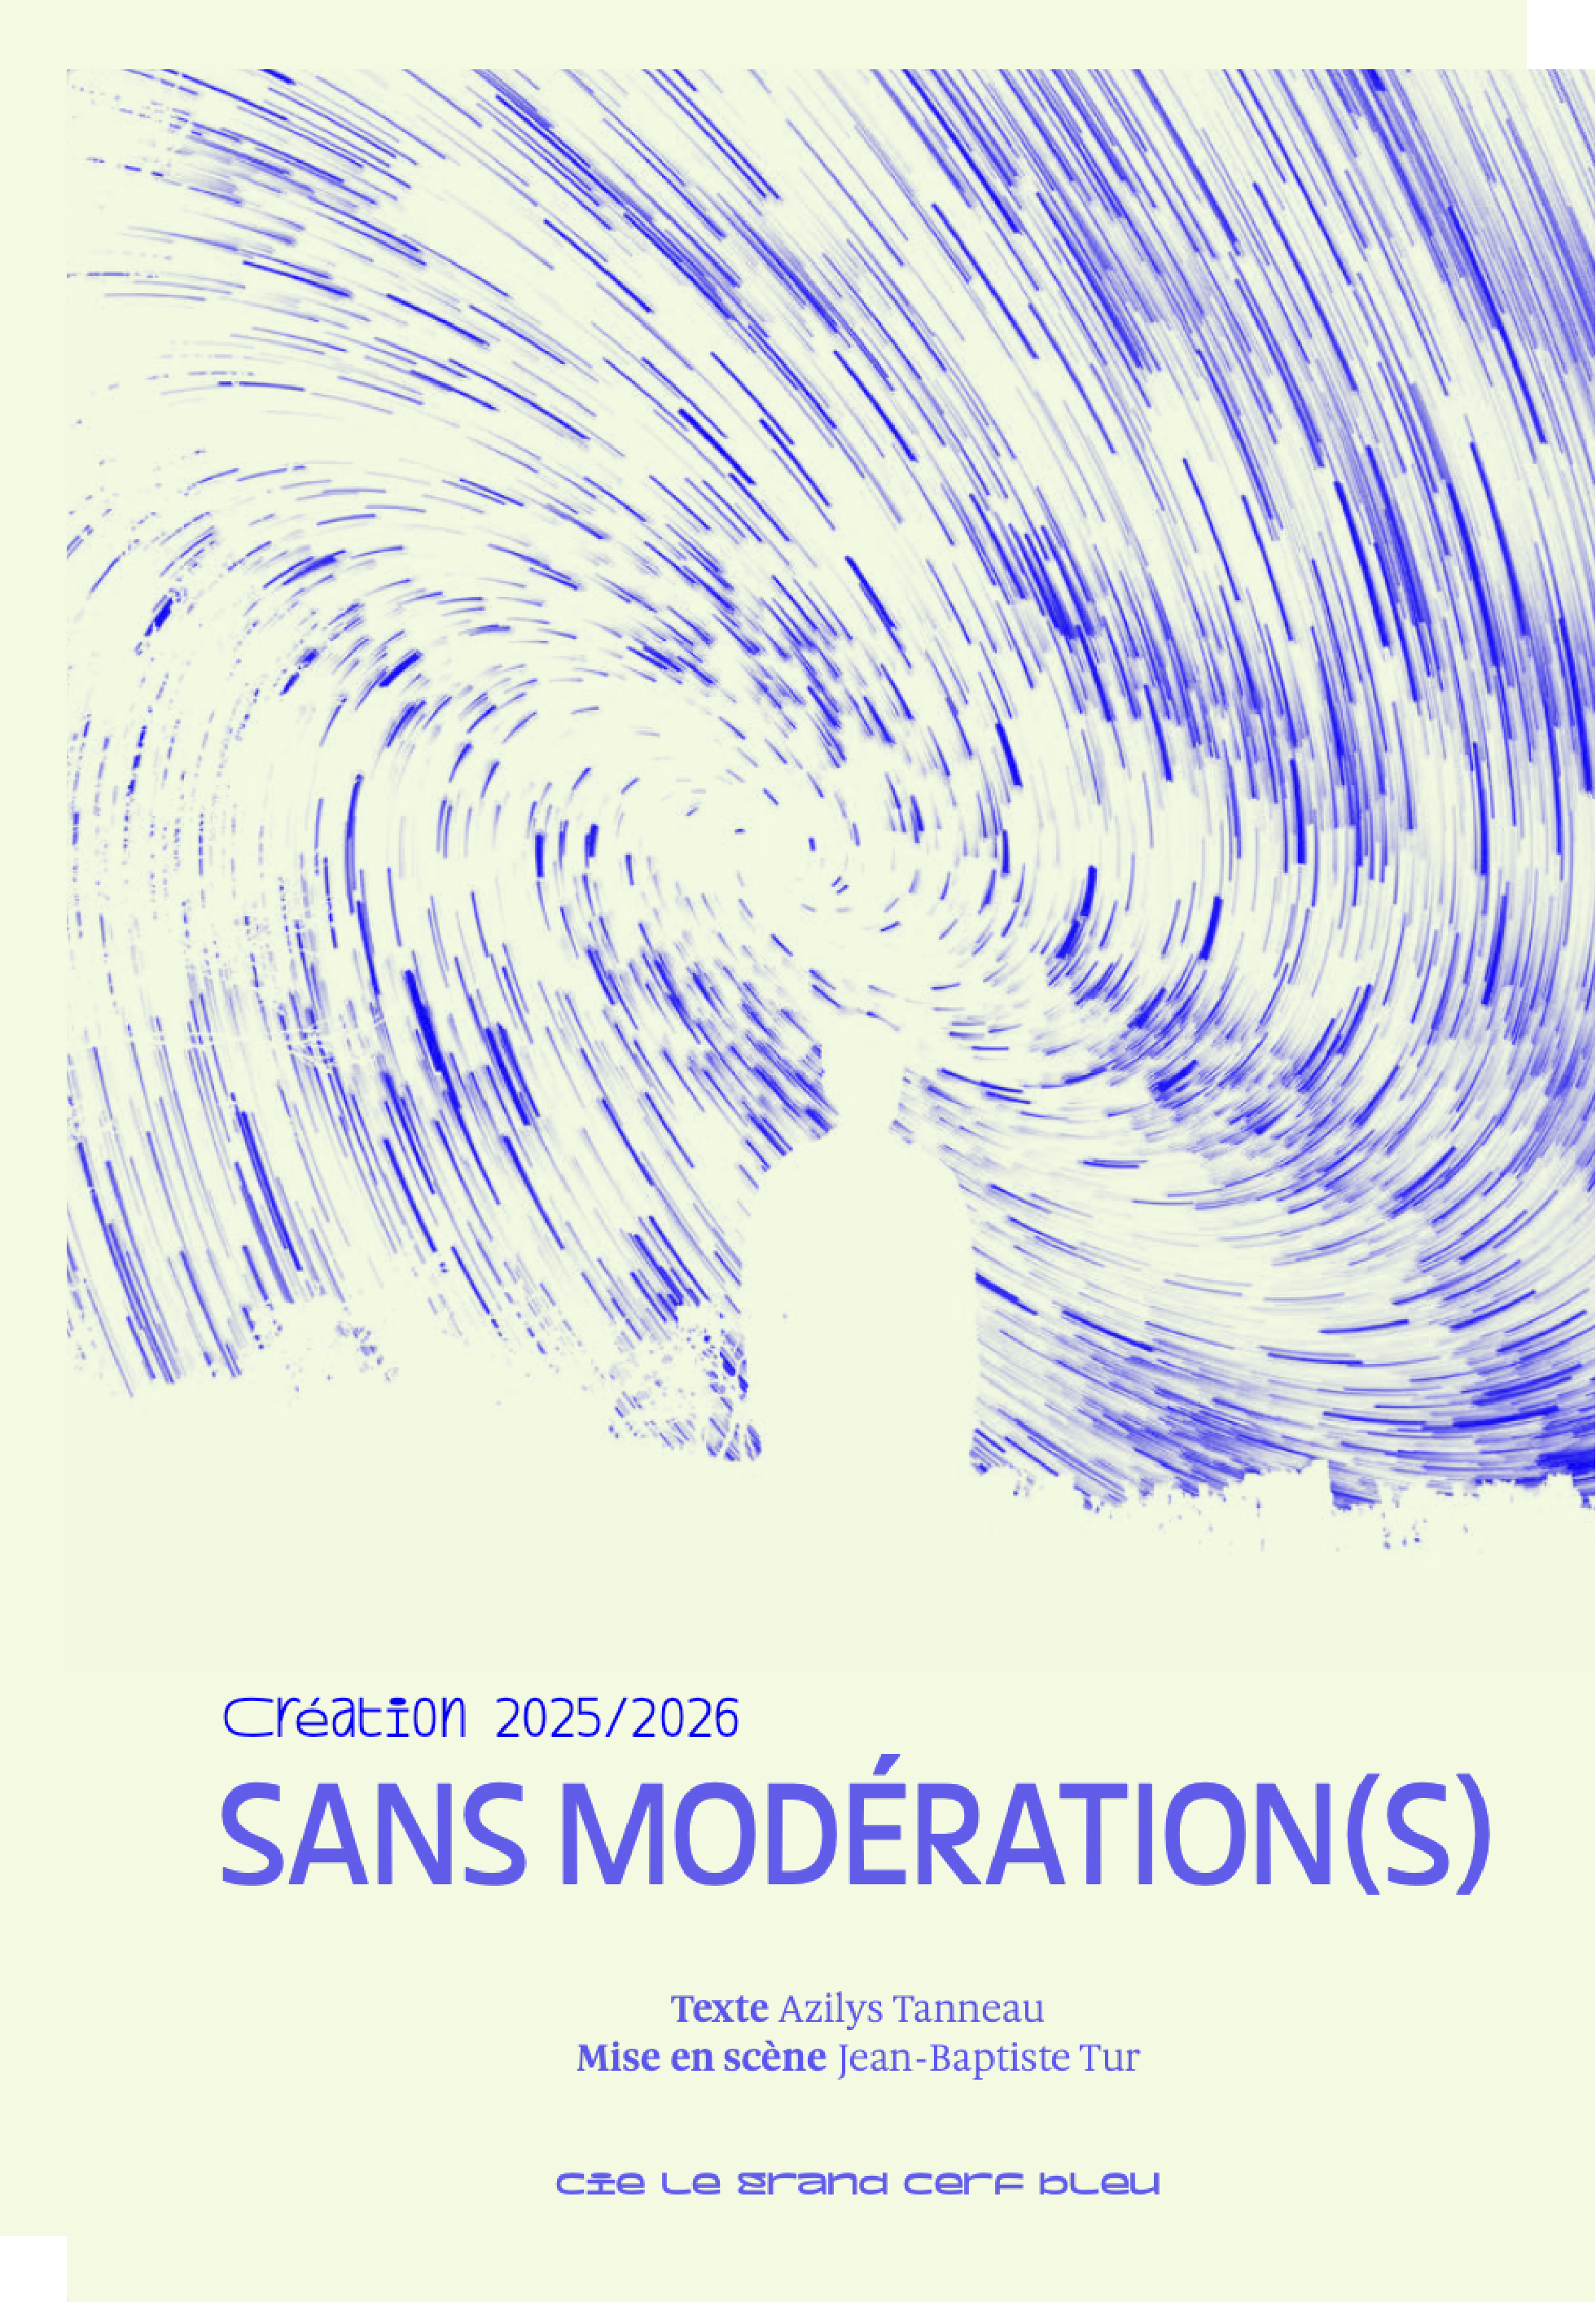 Création 2025/2026
SANS MODÉRATION(S)
Texte Azilys Tanneau
Mise en scène Jean-Baptiste Tur
cie le grand cerf bleu